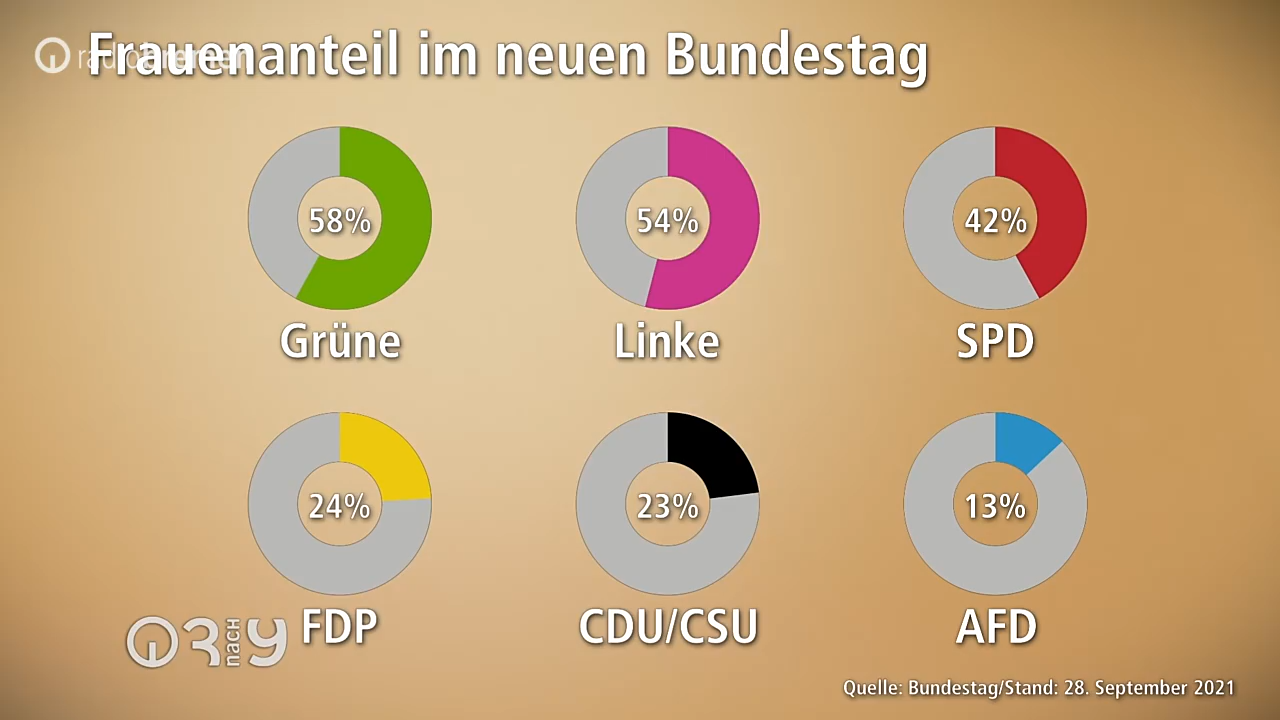 radiobremen
Frauenanteil im neuen Bundestag
58%
54%
42%
Grüne
Linke
SPD
24%
23%
13%
FDP
CDU/CSU
AFD
3 nach 9
Quelle: Bundestag/Stand: 28. September 2021